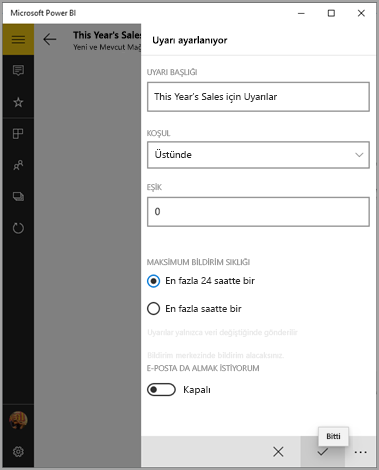 Microsoft Power BI
This Year's Sales
Yeni ve Mevcut Mağ
Uyarı ayarlanıyor
UYARI BAŞLIĞI
This Year's Sales için Uyarılar
KOŞUL
Üstünde
EŞİK
0
MAKSİMUM BİLDİRİM SIKLIĞI
En fazla 24 saatte bir
En fazla saatte bir
Uyarılar yalnızca veri değiştiğinde gönderilir
Bildirim merkezinde bildirim alacaksınız
E-POSTA DA ALMAK İSTİYORUM
Kapalı
Bitti